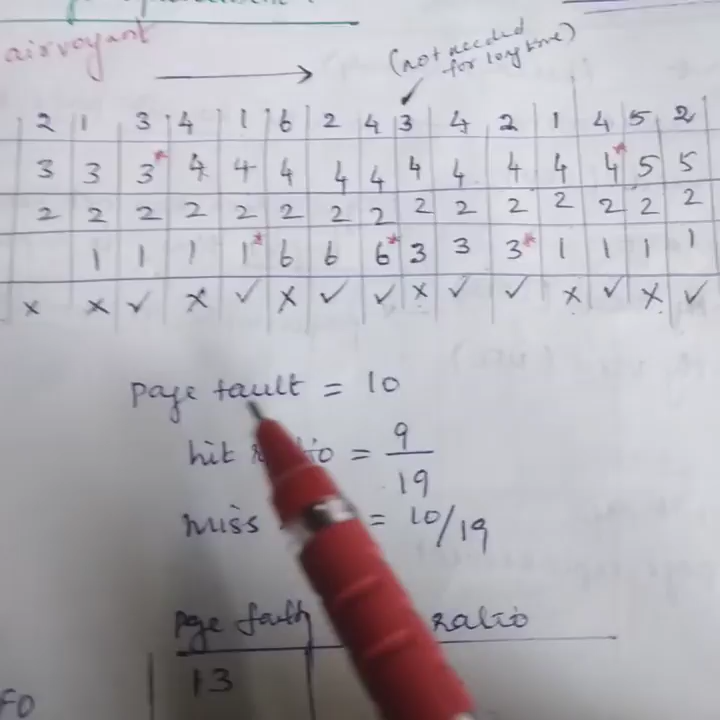 airvoyant
(not needed
for long time)
2 1 3 4 1 6 2 4 3 4 2 1 4 5 2
3 3 3* 4 4 4 4 4 4 4 4 4 4* 5 5
2 2 2 2 2 2 2 2 2 2 2 2 2 2 2
1 1 1 1* 6 6 6* 3 3 3* 1 1 1 1
x x ✓ x ✓ x ✓ ✓ x ✓ ✓ x ✓ x ✓
Page fault = 10
hit = 9/19
miss = 10/19
Page fault ratio
13
FO